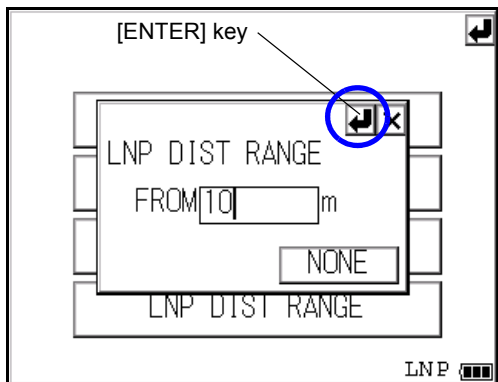 [ENTER] key
LNP DIST RANGE
FROM 10 m
NONE
LNP DIST RANGE
LNP